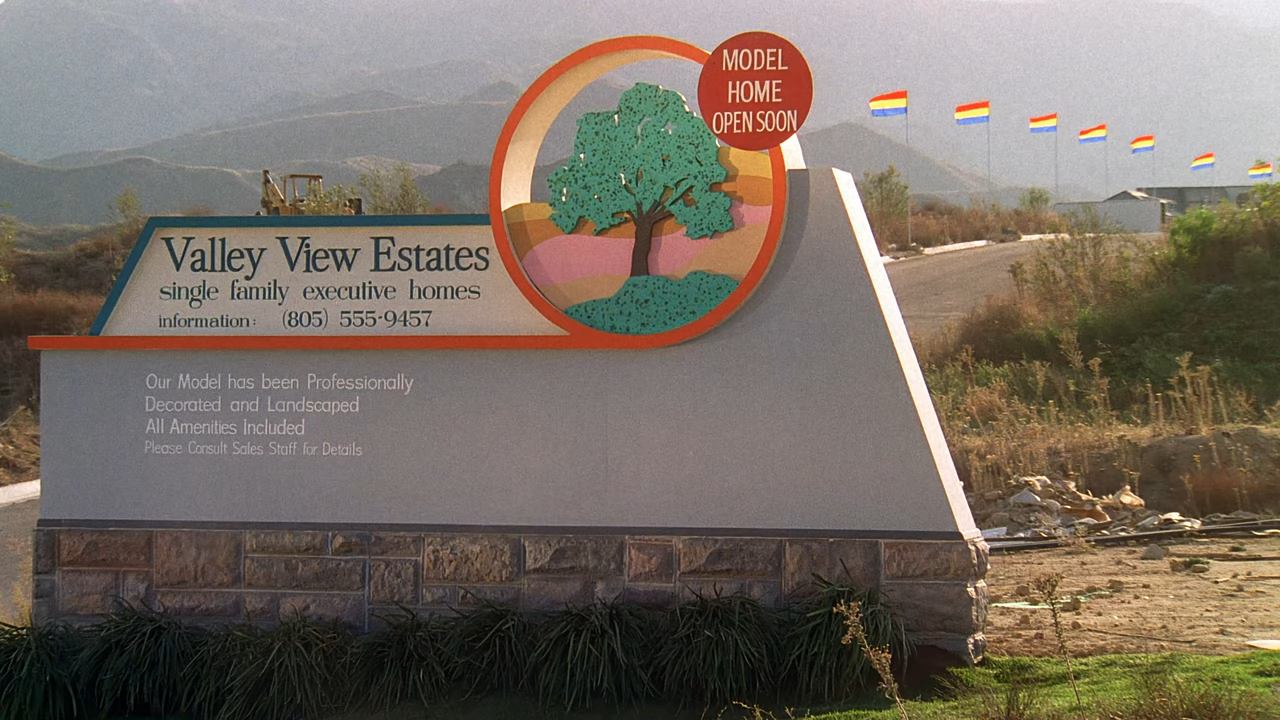 MODEL
HOME
OPEN SOON
Valley View Estates
single family executive homes
information: (805) 555-9457
Our Model has been Professionally
Decorated and Landscaped
All Amenities Included
Please Consult Sales Staff for Details